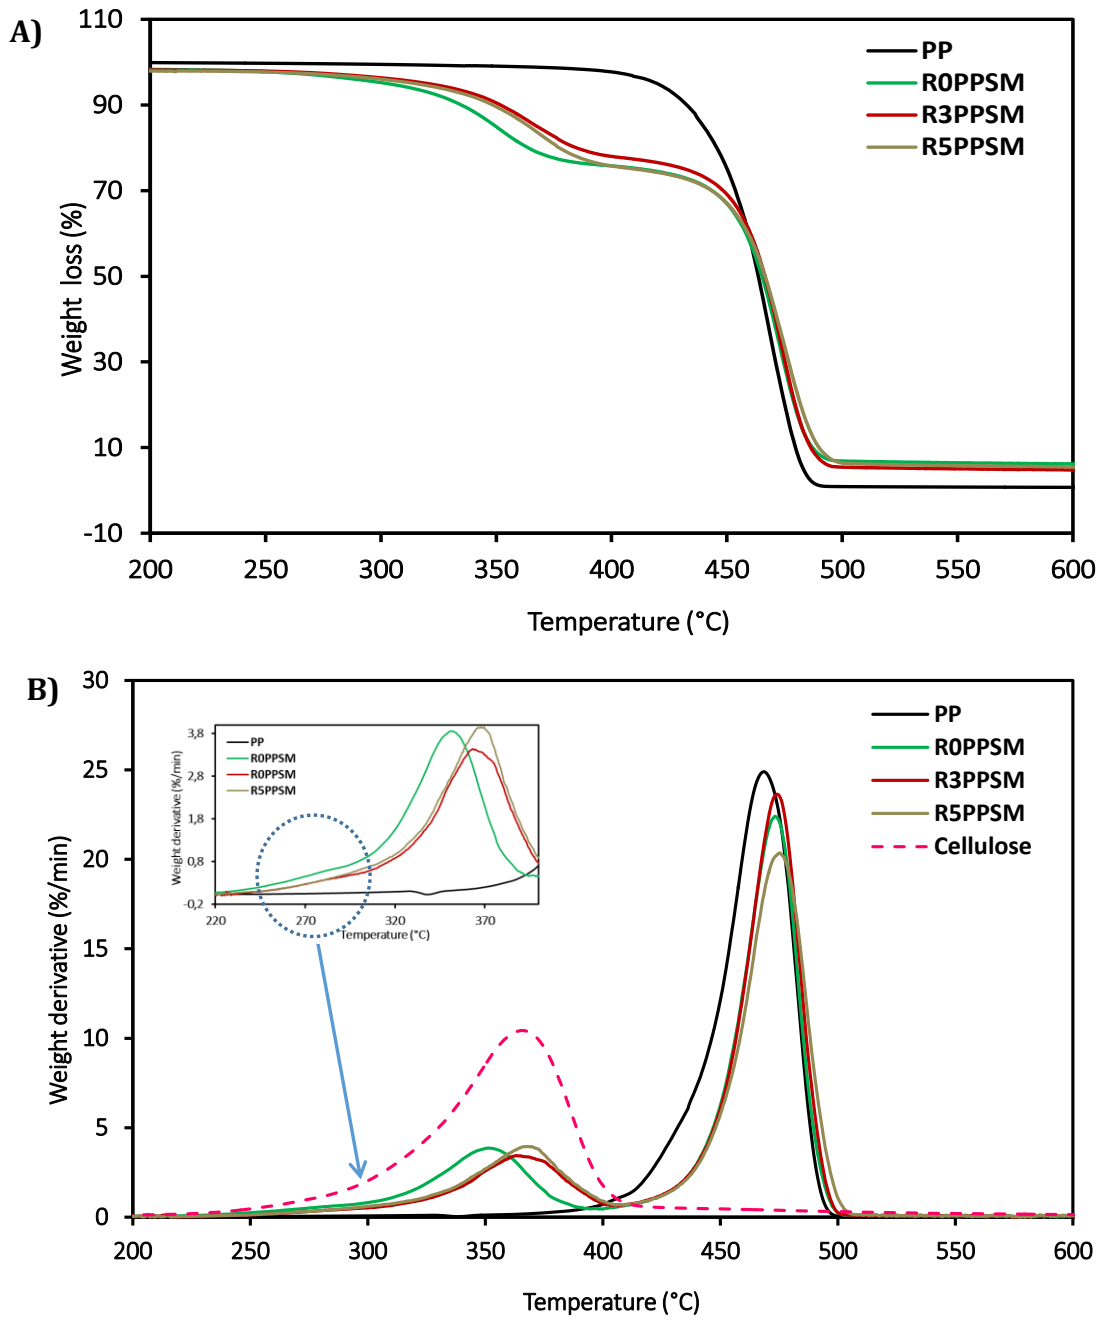 A)
110
90
70
50
30
10
-10
Weight loss (%)
PP
R0PPSM
R3PPSM
R5PPSM
200 250 300 350 400 450 500 550 600
Temperature (°C)
B)
30
25
20
15
10
5
0
Weight derivative (%/min)
PP
R0PPSM
R3PPSM
R5PPSM
Cellulose
3,8
2,8
1,8
0,8
-0,2
Weight derivative (%/min)
PP
R0PPSM
R0PPSM
R5PPSM
220 270 320 370
Temperature (°C)
200 250 300 350 400 450 500 550 600
Temperature (°C)